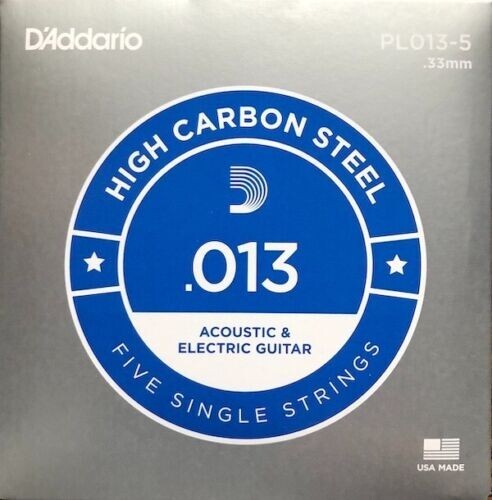 D'Addario
PL013-5
.33mm
HIGH CARBON STEEL
.013
ACOUSTIC &
ELECTRIC GUITAR
FIVE SINGLE STRINGS
USA MADE